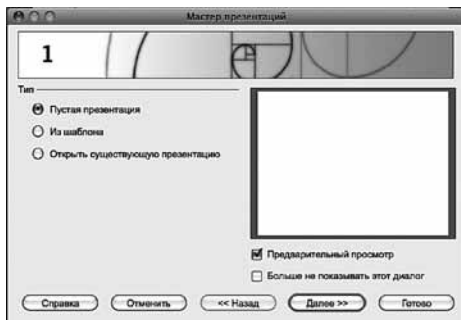 Мастер презентаций
1
Тип
Пустая презентация
Из шаблона
Открыть существующую презентацию
Предварительный просмотр
Больше не показывать этот диалог
Справка Отменить << Назад Далее >> Готово